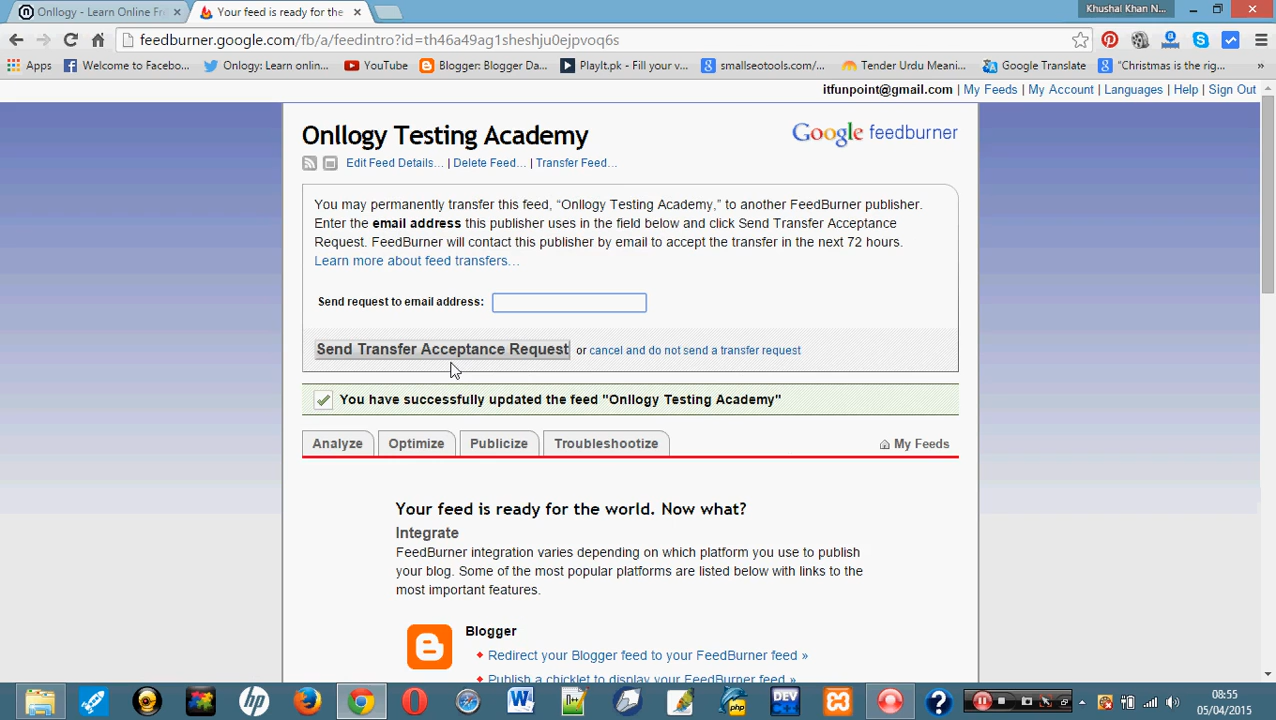 Onllogy - Learn Online Fr
Your feed is ready for the
Khushal Khan N...
feedburner.google.com/fb/a/feedintro?id=th46a49ag1sheshju0ejpvoq6s
Apps
Welcome to Facebo...
Onlogy: Learn onlin...
YouTube
Blogger: Blogger Da...
PlayIt.pk - Fill your v...
smallseotools.com/...
Tender Urdu Meani...
Google Translate
"Christmas is the rig...
»
itfunpoint@gmail.com | My Feeds | My Account | Languages | Help | Sign Out
Onllogy Testing Academy
Google feedburner
Edit Feed Details... | Delete Feed... | Transfer Feed...
You may permanently transfer this feed, “Onllogy Testing Academy,” to another FeedBurner publisher.
Enter the email address this publisher uses in the field below and click Send Transfer Acceptance
Request. FeedBurner will contact this publisher by email to accept the transfer in the next 72 hours.
Learn more about feed transfers...
Send request to email address:
Send Transfer Acceptance Request or cancel and do not send a transfer request
You have successfully updated the feed "Onllogy Testing Academy"
Analyze
Optimize
Publicize
Troubleshootize
My Feeds
Your feed is ready for the world. Now what?
Integrate
FeedBurner integration varies depending on which platform you use to publish
your blog. Some of the most popular platforms are listed below with links to the
most important features.
Blogger
Redirect your Blogger feed to your FeedBurner feed »
Publish a chicklet to display your FeedBurner feed »
08:55
05/04/2015